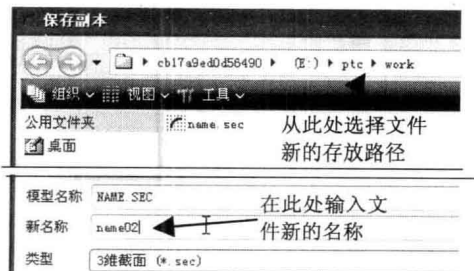 保存副本
cb17a9ed0d56490 (E:) ptc work
组织 视图 工具
公用文件夹
name.sec
从此处选择文件
桌面
新的存放路径
模型名称 NAME.SEC
在此处输入文
新名称 name02
件新的名称
类型 3维截面 (*.sec)